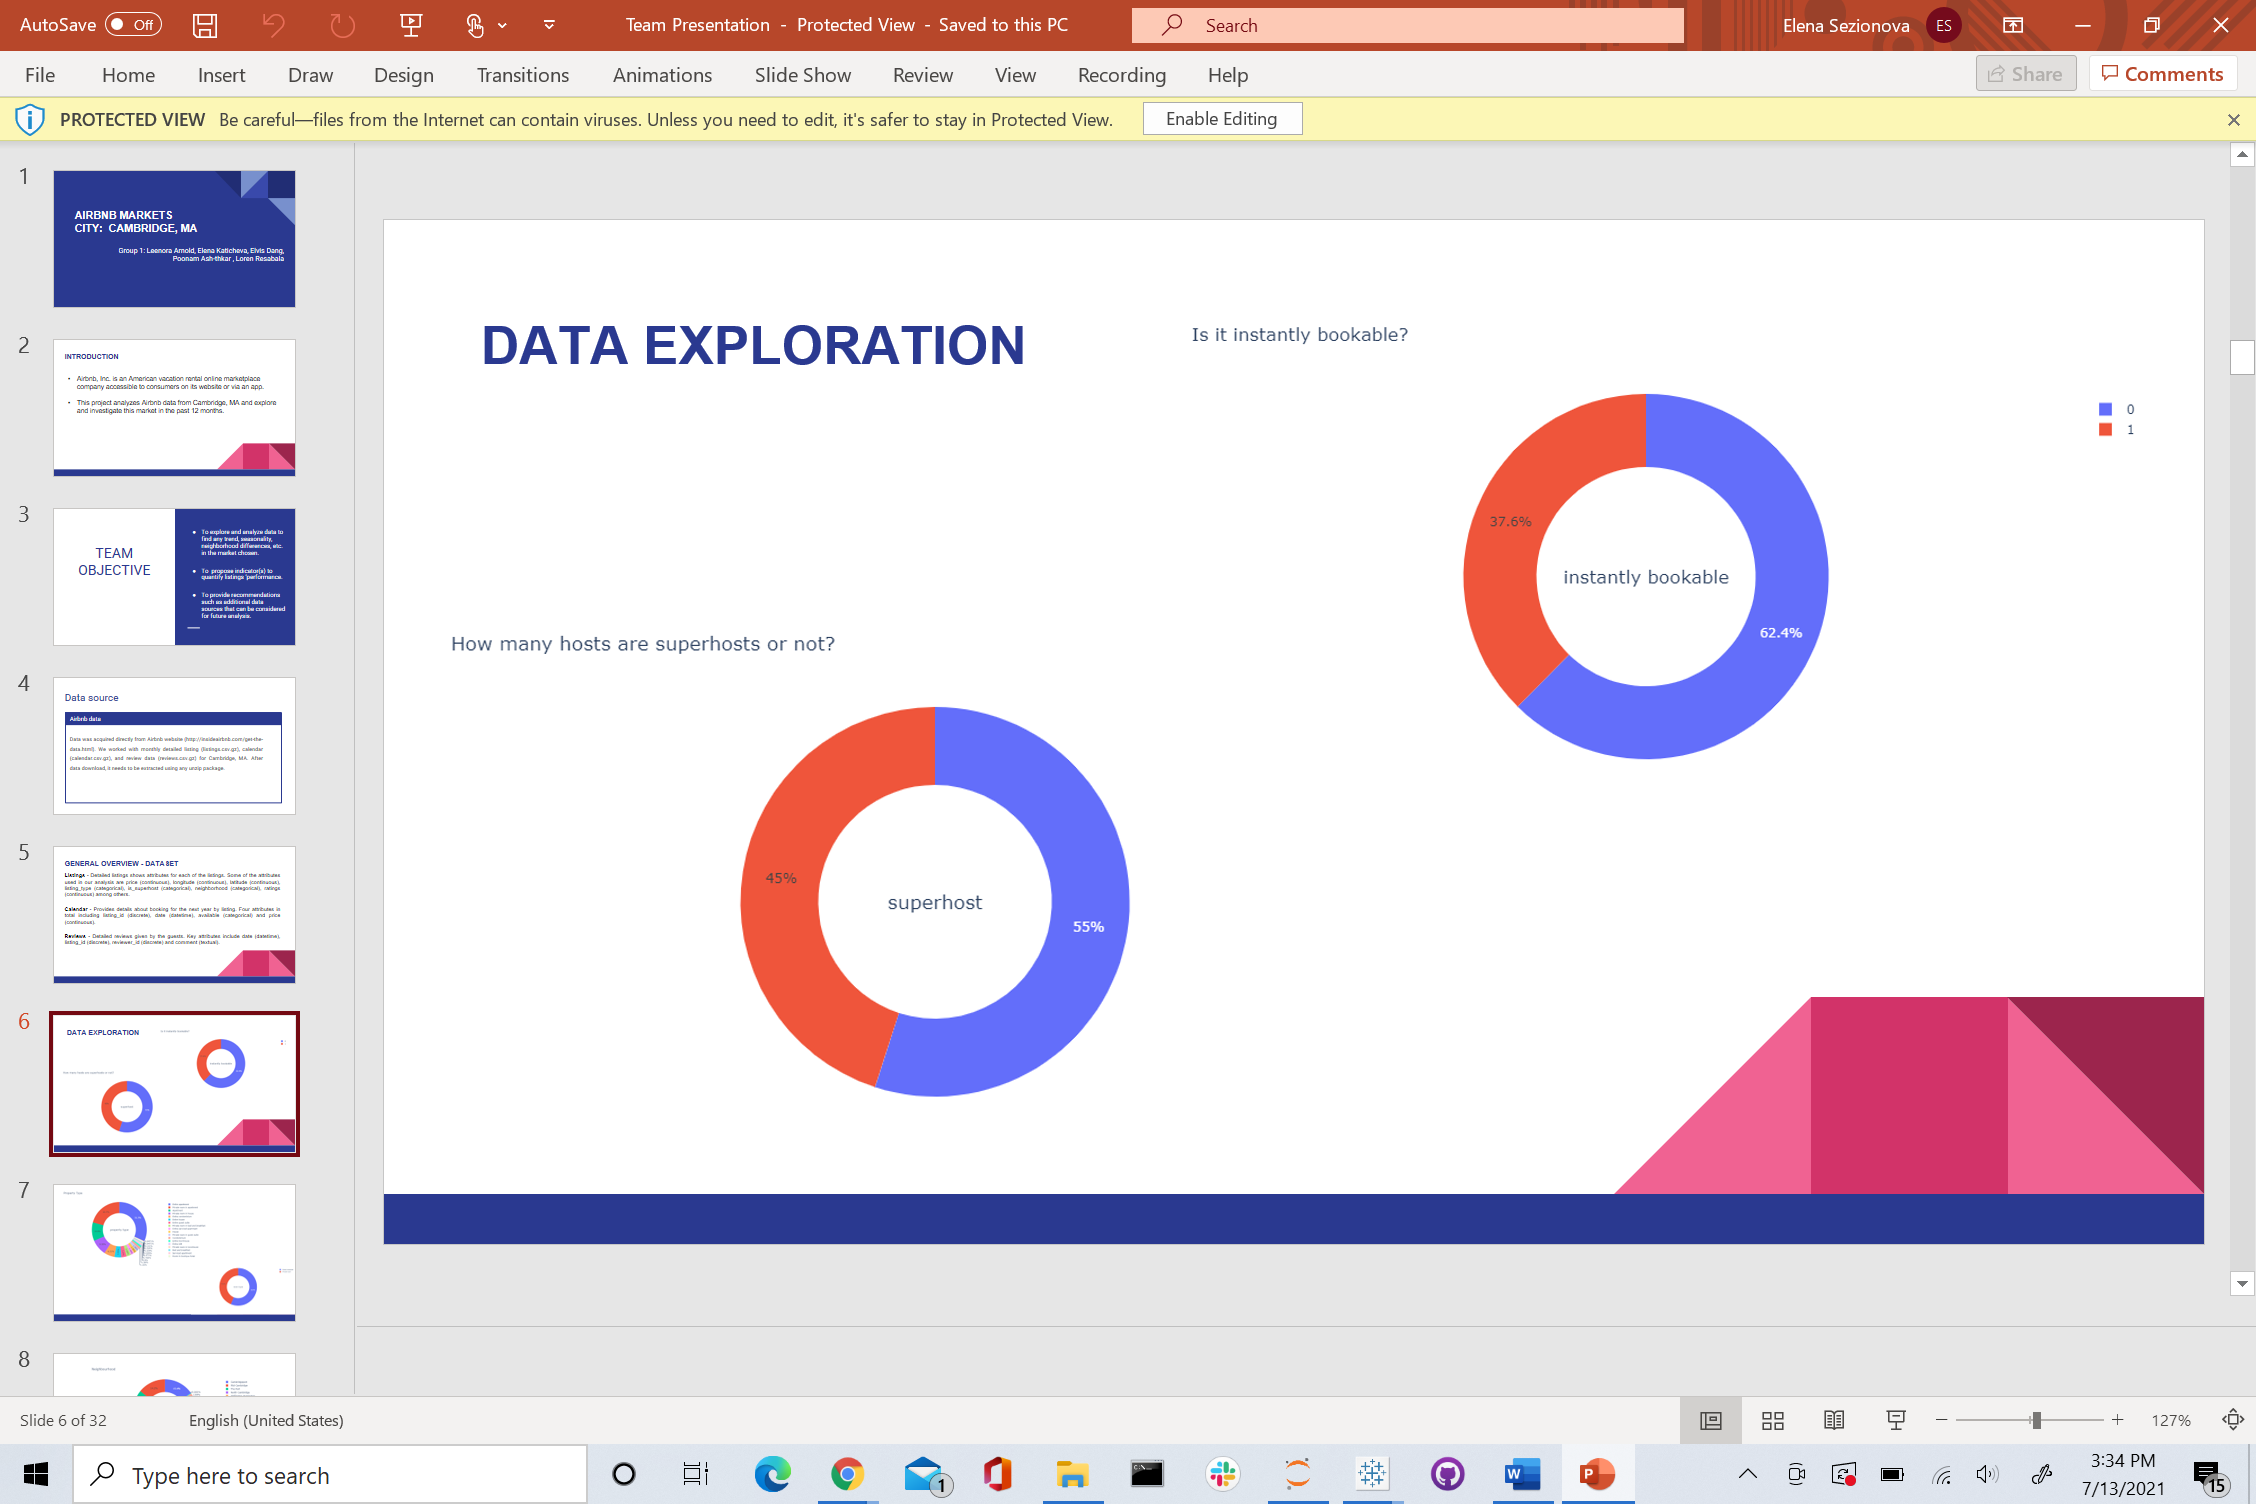 AutoSave Off
Team Presentation - Protected View - Saved to this PC
Search
Elena Sezionova ES
File Home Insert Draw Design Transitions Animations Slide Show Review View Recording Help
Share
Comments
PROTECTED VIEW Be careful—files from the Internet can contain viruses. Unless you need to edit, it's safer to stay in Protected View.
Enable Editing
1
AIRBNB MARKETS
CITY: CAMBRIDGE, MA
Group 1: Leenora Arnold, Elena Katicheva, Elvis Dang,
Poonam Ash-thkar , Loren Resabala
2
INTRODUCTION
• Airbnb, Inc. is an American vacation rental online marketplace
company accessible to consumers on its website or via an app.
• This project analyzes Airbnb data from Cambridge, MA and explore
and investigate this market in the past 12 months.
3
TEAM
OBJECTIVE
• To explore and analyze data to
find any trend, seasonality,
neighborhood differences, etc.
in the market chosen.
• To propose indicator(s) to
quantify listings 'performance.
• To provide recommendations
such as additional data
sources that can be considered
for future analysis.
4
Data source
Airbnb data
Data was acquired directly from Airbnb website (http://insideairbnb.com/get-the-
data.html). We worked with monthly detailed listing (listings.csv.gz), calendar
(calendar.csv.gz), and review data (reviews.csv.gz) for Cambridge, MA. After
data download, it needs to be extracted using any unzip package.
5
GENERAL OVERVIEW - DATA SET
Listings - Detailed listings shows attributes for each of the listings. Some of the attributes
used in our analysis are price (continuous), longitude (continuous), latitude (continuous),
listing_type (categorical), is_superhost (categorical), neighborhood (categorical), ratings
(continuous) among others.
Calendar - Provides details about booking for the next year by listing. Four attributes in
total including listing_id (discrete), date (datetime), available (categorical) and price
(continuous).
Reviews - Detailed reviews given by the guests. Key attributes include date (datetime),
listing_id (discrete), reviewer_id (discrete) and comment (textual).
6
DATA EXPLORATION
7
8
DATA EXPLORATION
Is it instantly bookable?
0
1
37.6%
instantly bookable
62.4%
How many hosts are superhosts or not?
45%
superhost
55%
Slide 6 of 32
English (United States)
127%
Type here to search
1
3:34 PM
7/13/2021
15